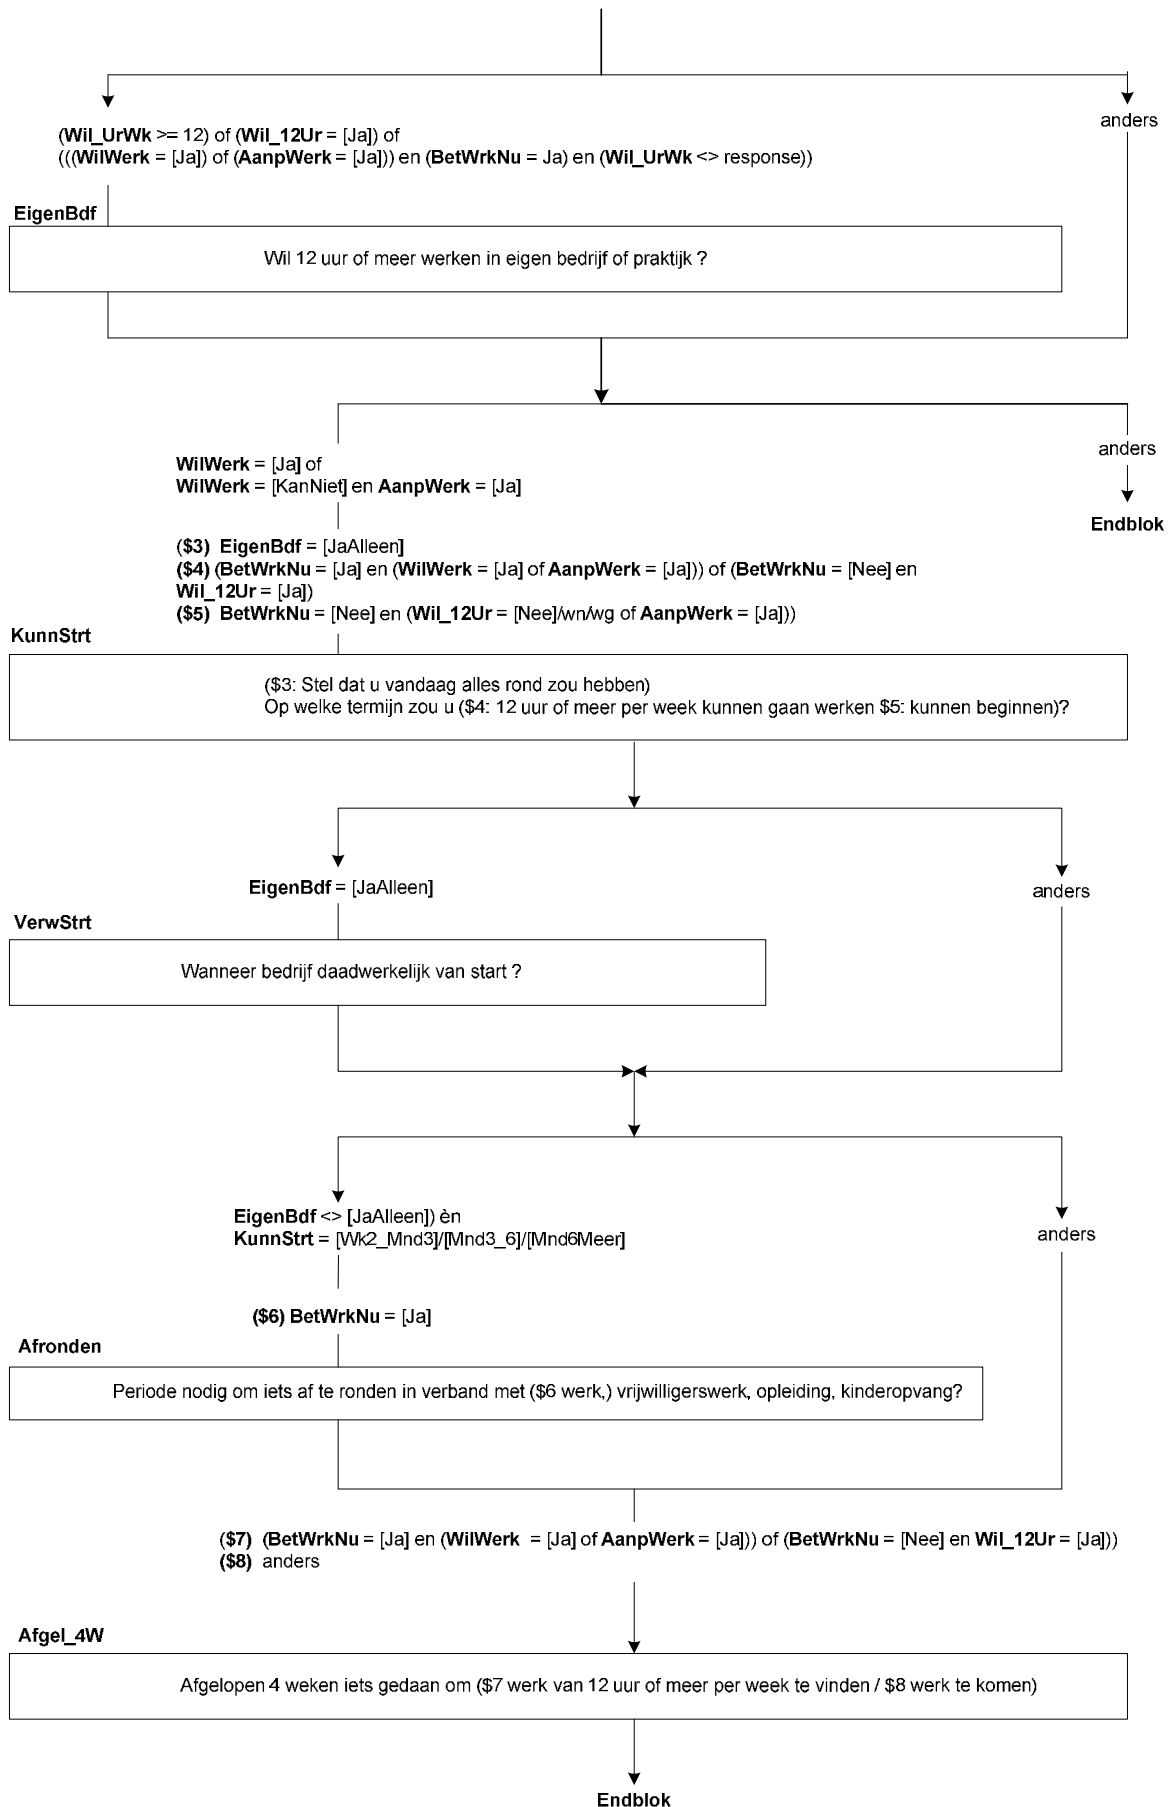 anders
(Wil_UrWk >= 12) of (Wil_12Ur = [Ja]) of
(((WilWerk = [Ja]) of (AanpWerk = [Ja])) en (BetWrkNu = Ja) en (Wil_UrWk <> response))
EigenBdf
Wil 12 uur of meer werken in eigen bedrijf of praktijk ?
anders
WilWerk = [Ja] of
WilWerk = [KanNiet] en AanpWerk = [Ja]
Endblok
($3) EigenBdf = [JaAlleen]
($4) (BetWrkNu = [Ja] en (WilWerk = [Ja] of AanpWerk = [Ja])) of (BetWrkNu = [Nee] en
Wil_12Ur = [Ja])
($5) BetWrkNu = [Nee] en (Wil_12Ur = [Nee]/wn/wg of AanpWerk = [Ja]))
KunnStrt
($3: Stel dat u vandaag alles rond zou hebben)
Op welke termijn zou u ($4: 12 uur of meer per week kunnen gaan werken $5: kunnen beginnen)?
EigenBdf = [JaAlleen]
anders
VerwStrt
Wanneer bedrijf daadwerkelijk van start ?
EigenBdf <> [JaAlleen]) èn
KunnStrt = [Wk2_Mnd3]/[Mnd3_6]/[Mnd6Meer]
anders
($6) BetWrkNu = [Ja]
Afronden
Periode nodig om iets af te ronden in verband met ($6 werk,) vrijwilligerswerk, opleiding, kinderopvang?
($7) (BetWrkNu = [Ja] en (WilWerk = [Ja] of AanpWerk = [Ja])) of (BetWrkNu = [Nee] en Wil_12Ur = [Ja]))
($8) anders
Afgel_4W
Afgelopen 4 weken iets gedaan om ($7 werk van 12 uur of meer per week te vinden / $8 werk te komen)
Endblok